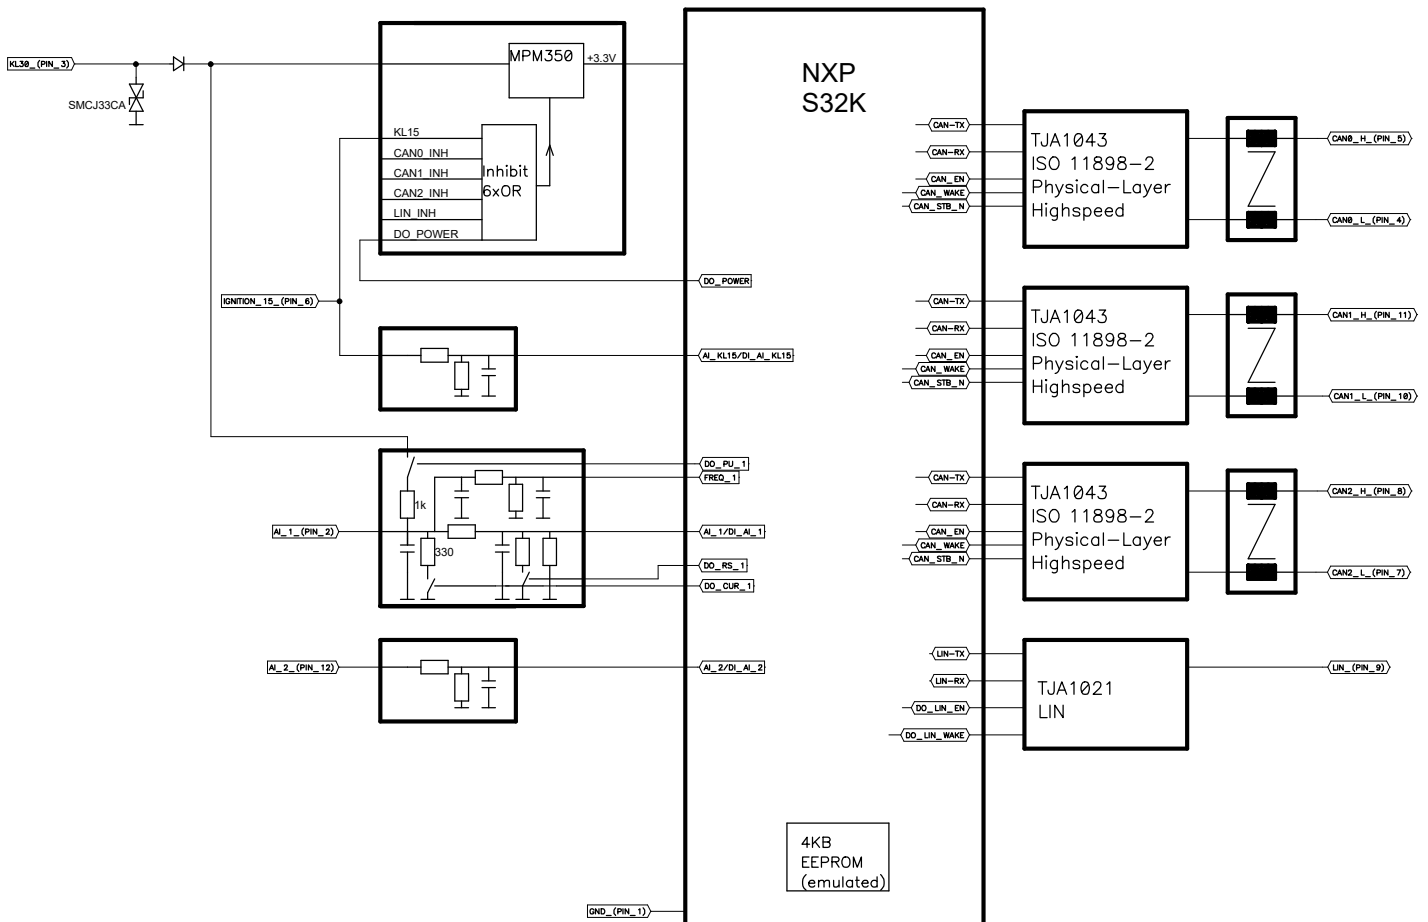 KL30_(PIN_3)
SMCJ33CA
MPM350
+3.3V
KL15
CAN0_INH
CAN1_INH
CAN2_INH
LIN_INH
DO_POWER
Inhibit
6xOR
IGNITION_15_(PIN_6)
DO_POWER
AI_KL15/DI_AI_KL15
DO_PU_1
FREQ_1
1k
AI_1_(PIN_2)
330
AI_1/DI_AI_1
DO_RS_1
DO_CUR_1
AI_2_(PIN_12)
AI_2/DI_AI_2
GND_(PIN_1)
NXP
S32K
4KB
EEPROM
(emulated)
CAN-TX
CAN-RX
CAN_EN
CAN_WAKE
CAN_STB_N
TJA1043
ISO 11898-2
Physical-Layer
Highspeed
CAN0_H_(PIN_5)
CAN0_L_(PIN_4)
CAN-TX
CAN-RX
CAN_EN
CAN_WAKE
CAN_STB_N
TJA1043
ISO 11898-2
Physical-Layer
Highspeed
CAN1_H_(PIN_11)
CAN1_L_(PIN_10)
CAN-TX
CAN-RX
CAN_EN
CAN_WAKE
CAN_STB_N
TJA1043
ISO 11898-2
Physical-Layer
Highspeed
CAN2_H_(PIN_8)
CAN2_L_(PIN_7)
LIN-TX
LIN-RX
DO_LIN_EN
DO_LIN_WAKE
TJA1021
LIN
LIN_(PIN_9)